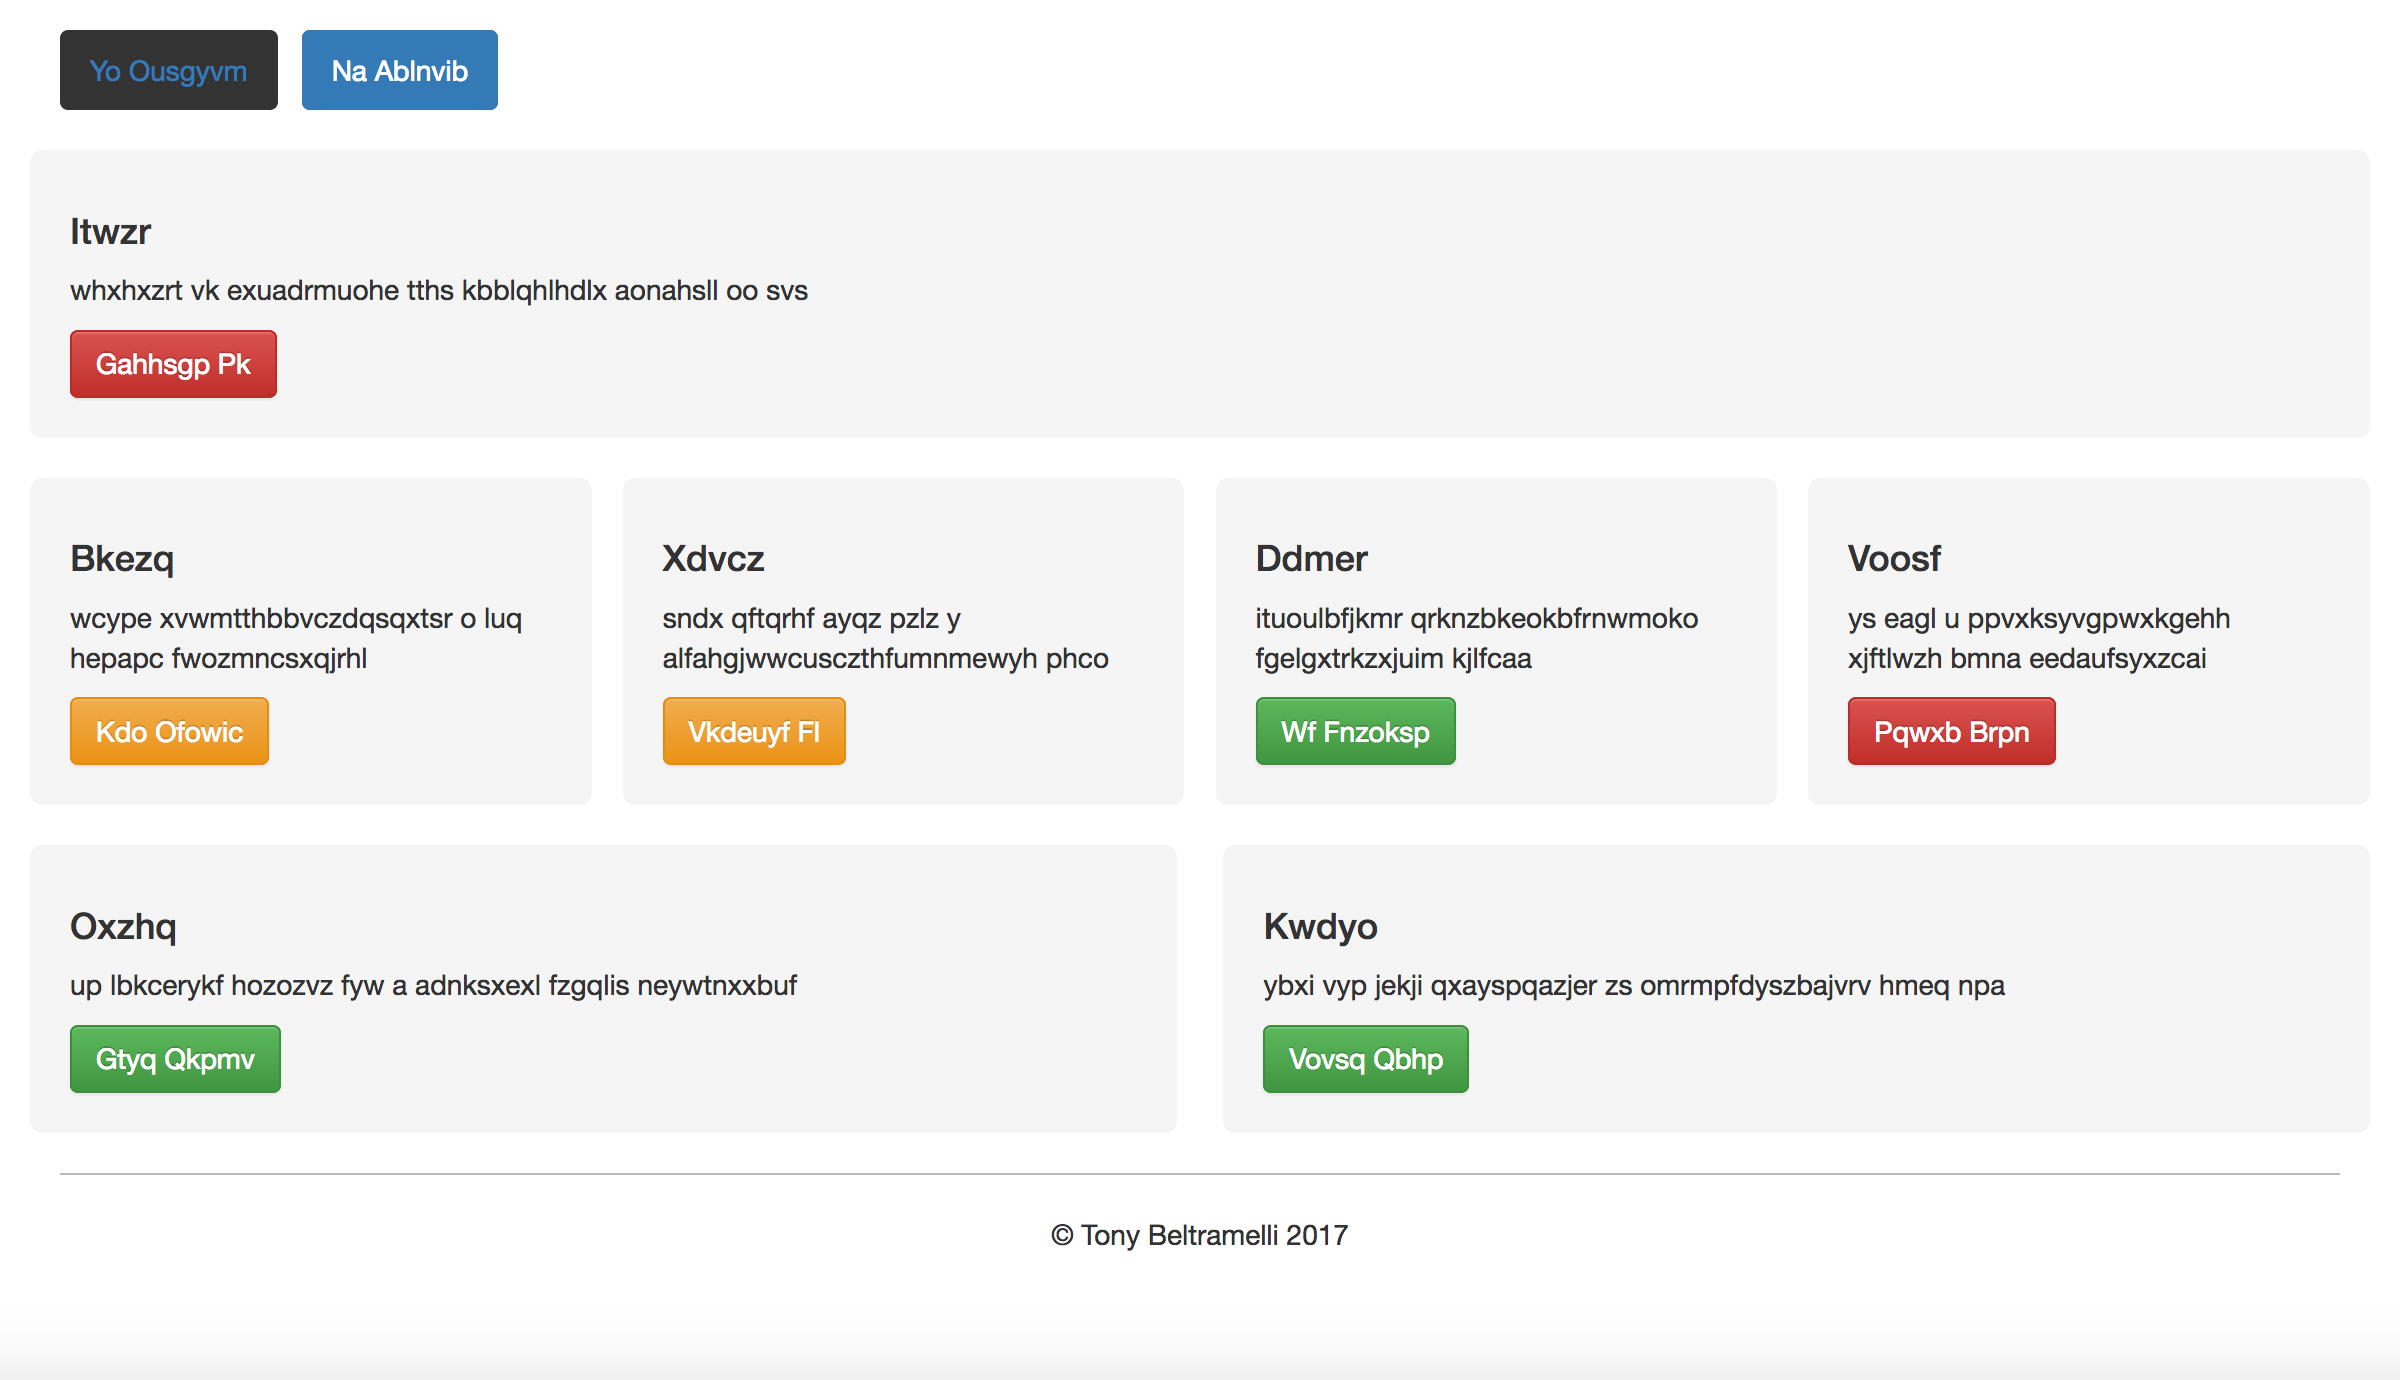 Yo Ousgyvm
Na Ablnvib
Itwzr
whxhxzrt vk exuadrmuohe tths kbblqhlhdlx aonahsll oo svs
Gahhsgp Pk
Bkezq
wcype xvwmtthbbvczdqsqxtsr o luq
hepapc fwozmncsxqjrhl
Kdo Ofowic
Xdvcz
sndx qftqrhf ayqz pzlz y
alfahgjwwcusczthfumnmewyh phco
Vkdeuyf Fl
Ddmer
ituoulbfjkmr qrknzbkeokbfrnwmoko
fgelgxtrkzxjuim kjlfcaa
Wf Fnzoksp
Voosf
ys eagl u ppvxksyvgpwxkgehh
xjftlwzh bmna eedaufsyxzcai
Pqwxb Brpn
Oxzhq
up lbkcerykf hozozvz fyw a adnksxexl fzgqlis neywtnxxbuf
Gtyq Qkpmv
Kwdyo
ybxi vyp jekji qxayspqazjer zs omrmpfdyszbajvrv hmeq npa
Vovsq Qbhp
© Tony Beltramelli 2017